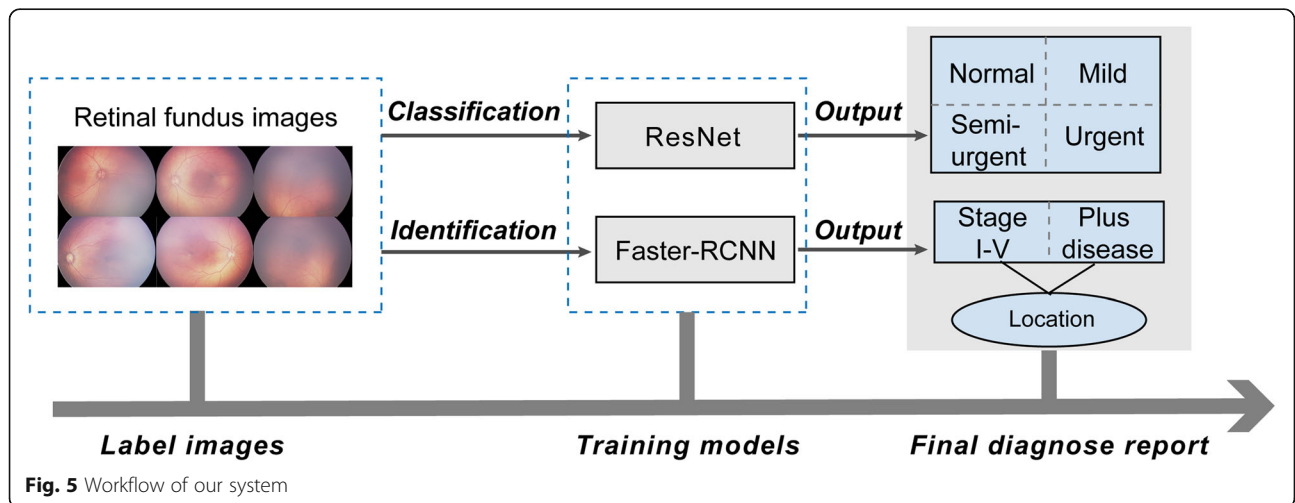 Retinal fundus images
Classification
Identification
ResNet
Faster-RCNN
Output
Output
Normal
Mild
Semi-
urgent
Urgent
Stage
I-V
Plus
disease
Location
Label images
Training models
Final diagnose report
Fig. 5 Workflow of our system